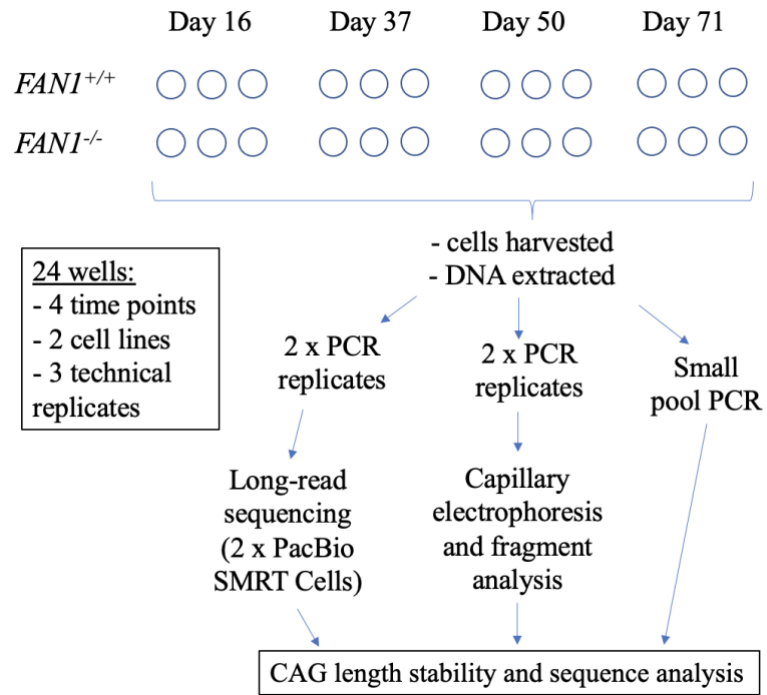 Day 16 Day 37 Day 50 Day 71
FAN1+/+
FAN1-/-
- cells harvested
- DNA extracted
24 wells:
- 4 time points
- 2 cell lines
- 3 technical
replicates
2 x PCR
replicates
2 x PCR
replicates
Small
pool PCR
Long-read
sequencing
(2 x PacBio
SMRT Cells)
Capillary
electrophoresis
and fragment
analysis
CAG length stability and sequence analysis